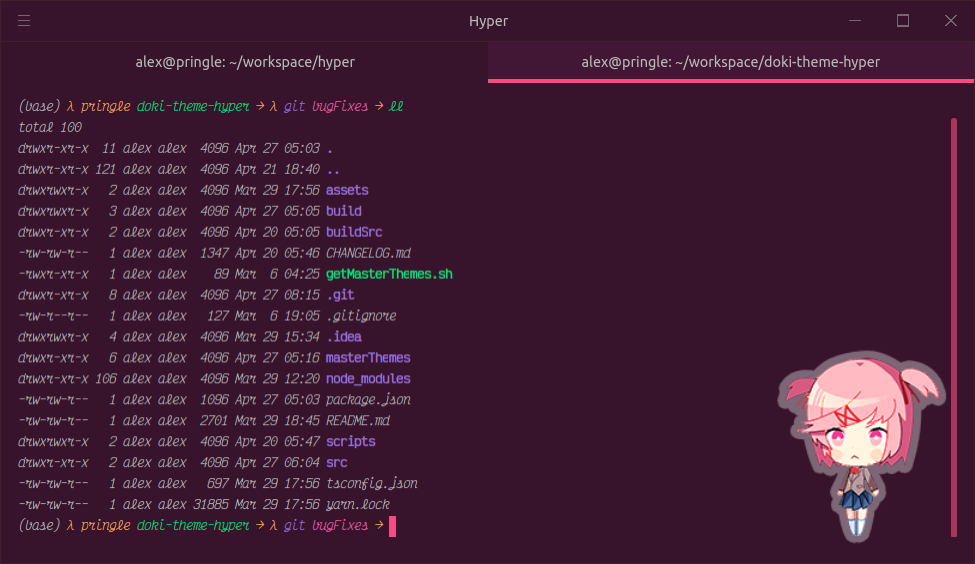 Hyper
alex@pringle: ~/workspace/hyper
alex@pringle: ~/workspace/doki-theme-hyper
(base) λ pringle doki-theme-hyper → λ git bugFixes → ll
total 100
drwxr-xr-x  11 alex alex  4096 Apr 27 05:03 .
drwxr-xr-x 121 alex alex  4096 Apr 21 18:40 ..
drwxrwxr-x   2 alex alex  4096 Mar 29 17:56 assets
drwxrwxr-x   3 alex alex  4096 Apr 27 05:05 build
drwxr-xr-x   2 alex alex  4096 Apr 20 05:05 buildSrc
-rw-rw-r--   1 alex alex  1347 Apr 20 05:46 CHANGELOG.md
-rwxr-xr-x   1 alex alex    89 Mar  6 04:25 getMasterThemes.sh
drwxr-xr-x   8 alex alex  4096 Apr 27 08:15 .git
-rw-r--r--   1 alex alex   127 Mar  6 19:05 .gitignore
drwxrwxr-x   4 alex alex  4096 Mar 29 15:34 .idea
drwxr-xr-x   6 alex alex  4096 Apr 27 05:16 masterThemes
drwxr-xr-x 106 alex alex  4096 Mar 29 12:20 node_modules
-rw-rw-r--   1 alex alex  1096 Apr 27 05:03 package.json
-rw-rw-r--   1 alex alex  2701 Mar 29 18:45 README.md
drwxrwxr-x   2 alex alex  4096 Apr 20 05:47 scripts
drwxr-xr-x   2 alex alex  4096 Apr 27 06:04 src
-rw-rw-r--   1 alex alex   697 Mar 29 17:56 tsconfig.json
-rw-rw-r--   1 alex alex 31885 Mar 29 17:56 yarn.lock
(base) λ pringle doki-theme-hyper → λ git bugFixes →